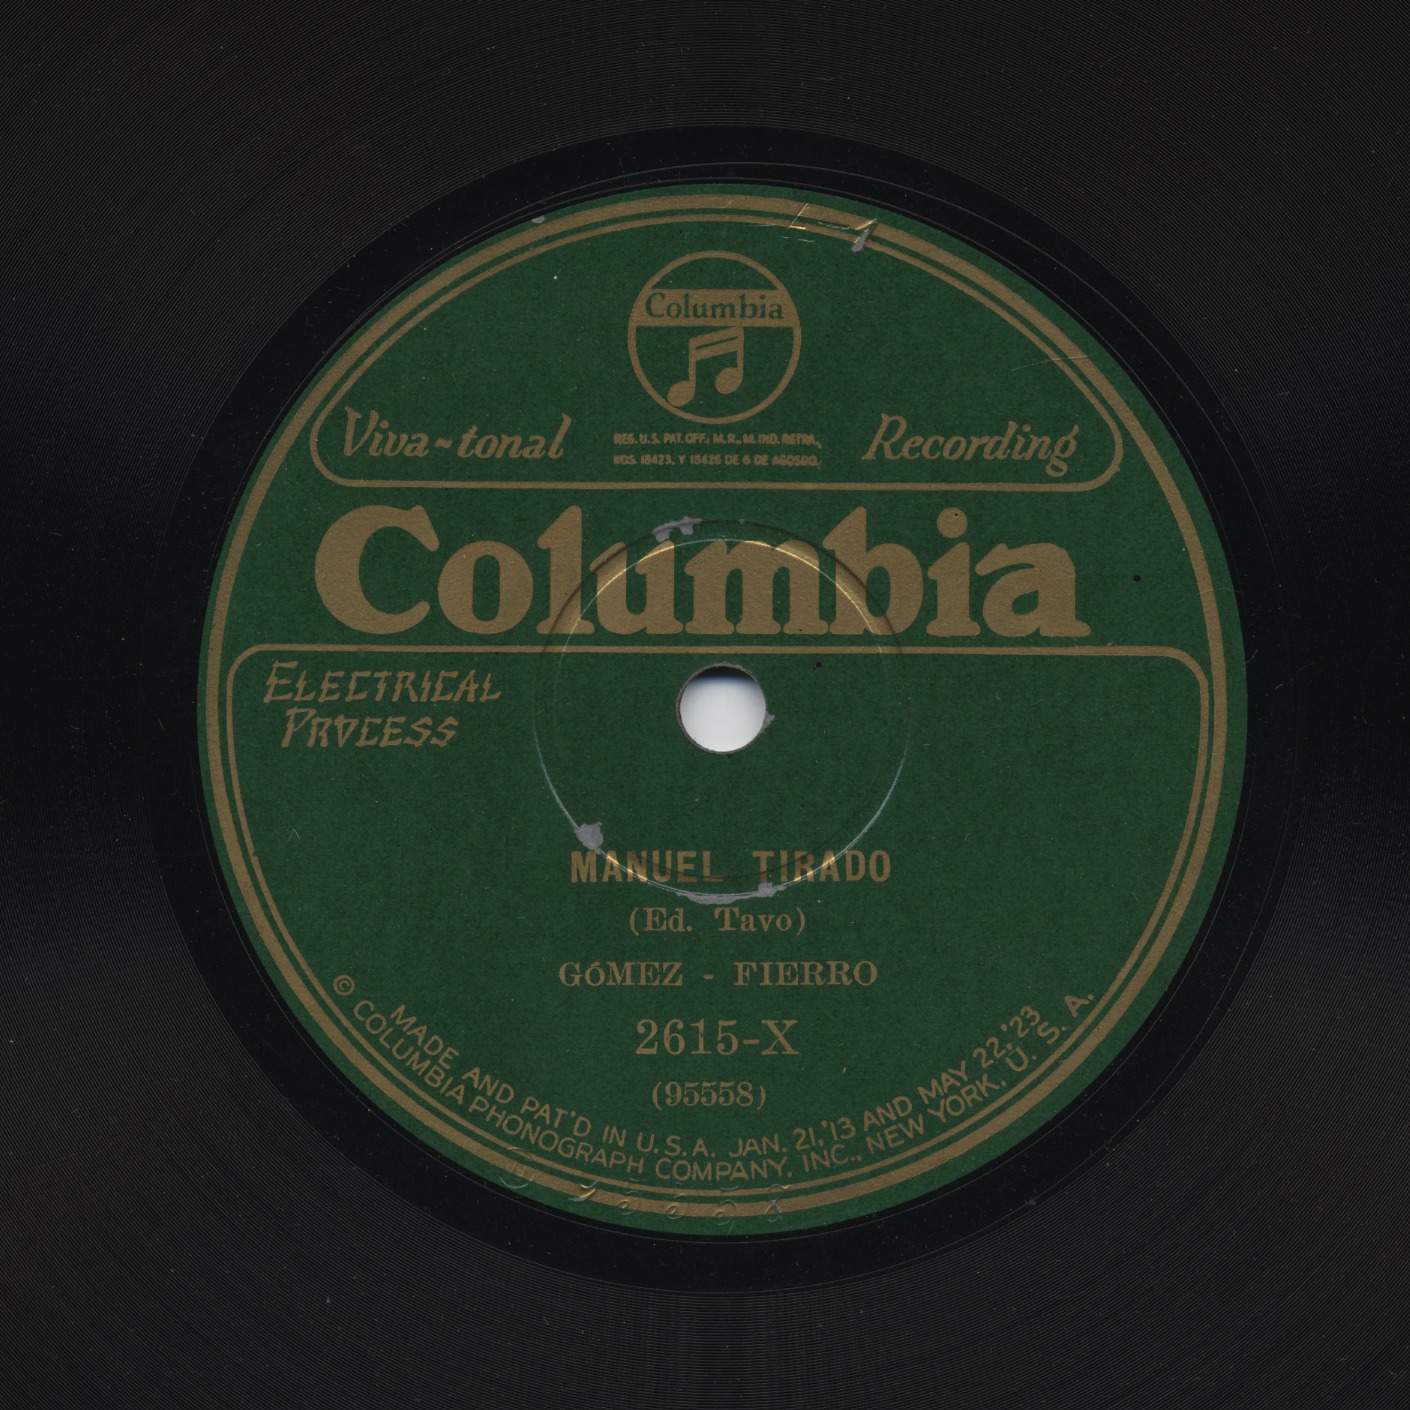 Columbia
Viva-tonal Recording
REG. U.S. PAT. OFF.; M.R., M. IND. RGTRA.,
NOS. 18423, Y 18426 DE 6 DE AGOSDO.
Columbia
ELECTRICAL
PROCESS
MANUEL TIRADO
(Ed. Tavo)
GÓMEZ - FIERRO
2615-X
(95558)
MADE AND PAT'D IN U.S.A. JAN. 21,'13 AND MAY 22,'23
© COLUMBIA PHONOGRAPH COMPANY, INC., NEW YORK, U. S. A.